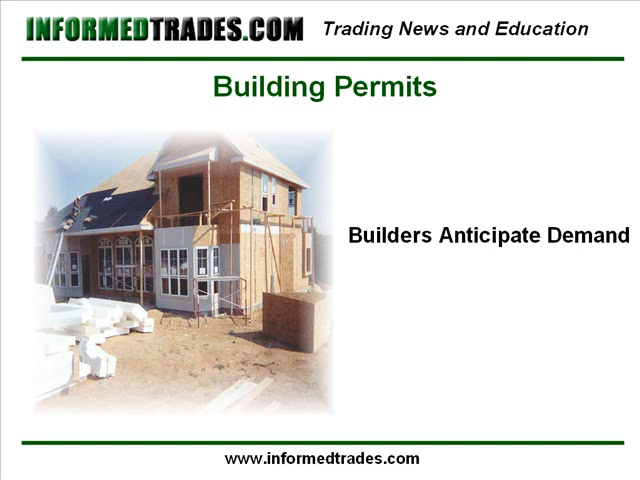 INFORMEDTRADES.COM Trading News and Education
Building Permits
Builders Anticipate Demand
www.informedtrades.com